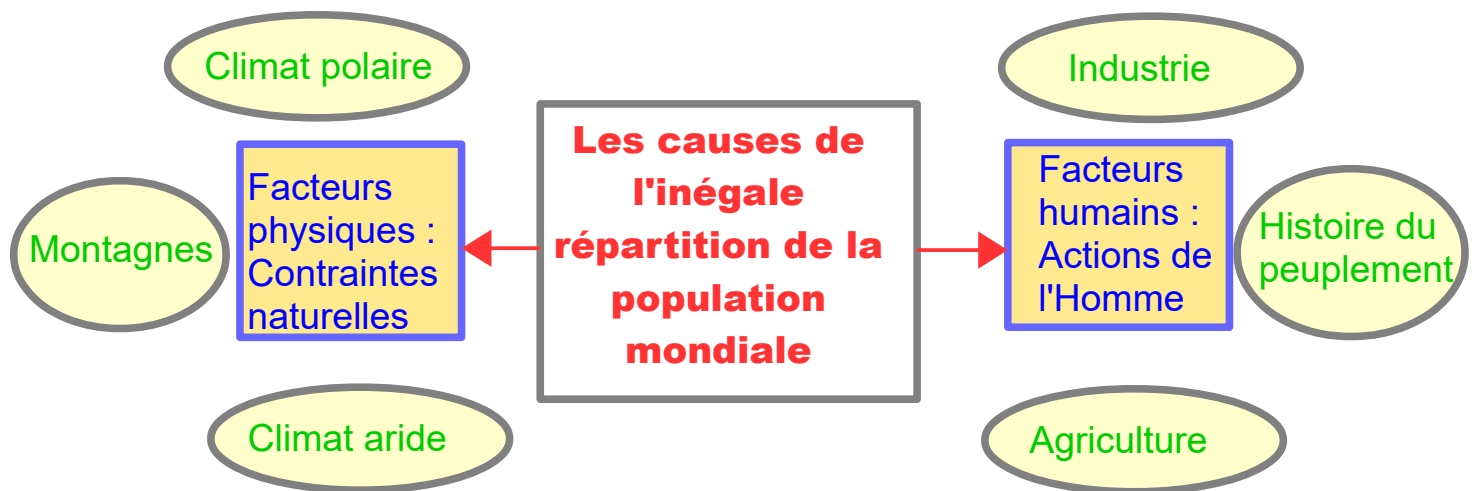 Climat polaire
Industrie
Les causes de
l'inégale
répartition de la
population
mondiale
Facteurs
physiques :
Contraintes
naturelles
Facteurs
humains :
Actions de
l'Homme
Montagnes
Histoire du
peuplement
Climat aride
Agriculture